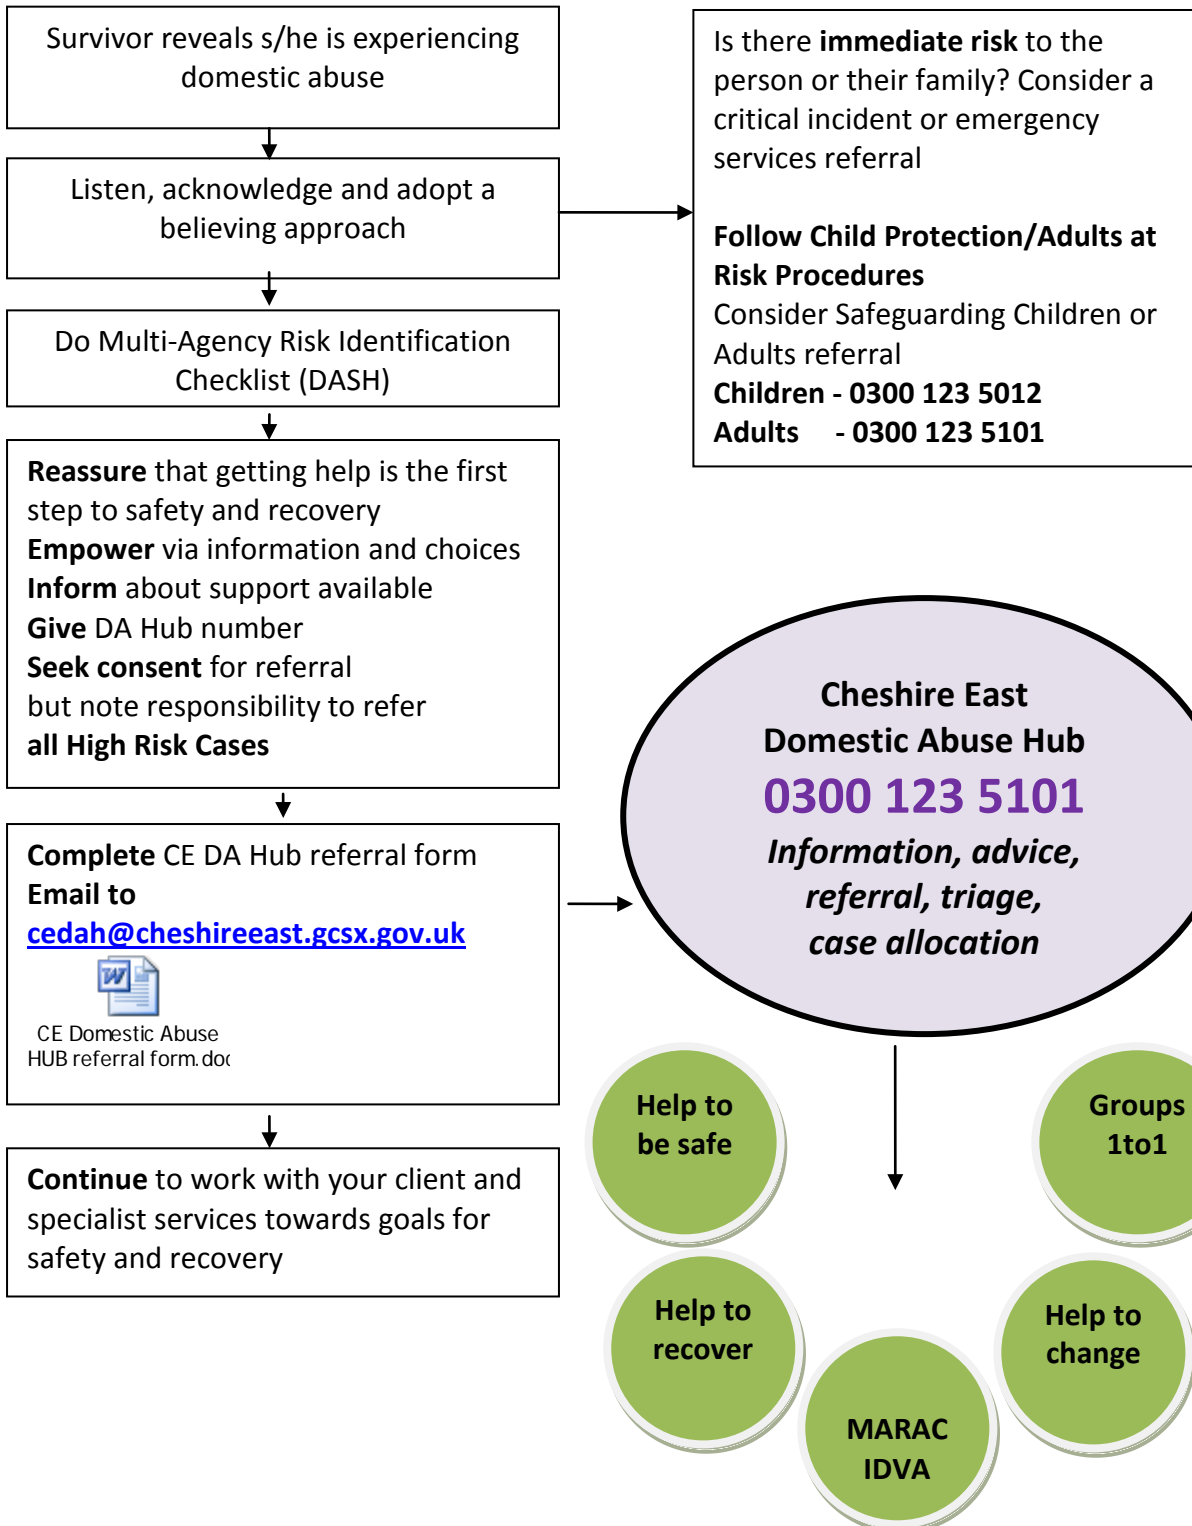 Survivor reveals s/he is experiencing
domestic abuse
Listen, acknowledge and adopt a
believing approach
Do Multi-Agency Risk Identification
Checklist (DASH)
Reassure that getting help is the first
step to safety and recovery
Empower via information and choices
Inform about support available
Give DA Hub number
Seek consent for referral
but note responsibility to refer
all High Risk Cases
Complete CE DA Hub referral form
Email to
cedah@cheshireeast.gcsx.gov.uk
CE Domestic Abuse
HUB referral form.doc
Continue to work with your client and
specialist services towards goals for
safety and recovery
Is there immediate risk to the
person or their family? Consider a
critical incident or emergency
services referral
Follow Child Protection/Adults at
Risk Procedures
Consider Safeguarding Children or
Adults referral
Children - 0300 123 5012
Adults - 0300 123 5101
Cheshire East
Domestic Abuse Hub
0300 123 5101
Information, advice,
referral, triage,
case allocation
Help to
be safe
Groups
1to1
Help to
recover
Help to
change
MARAC
IDVA